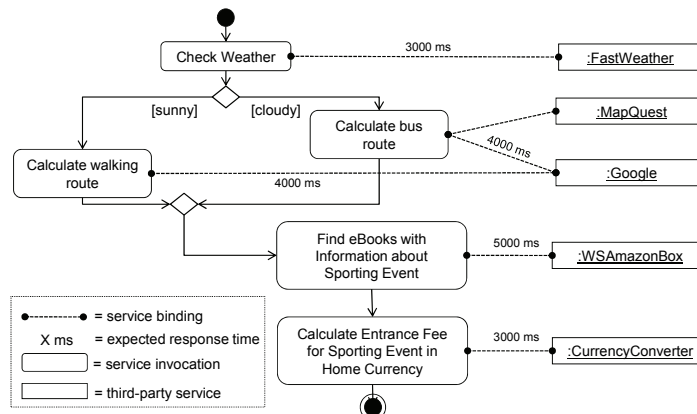 3000 ms
Check Weather
:FastWeather
[sunny]
[cloudy]
:MapQuest
Calculate bus
route
4000 ms
Calculate walking
route
:Google
4000 ms
Find eBooks with
Information about
Sporting Event
5000 ms
:WSAmazonBox
= service binding
X ms = expected response time
= service invocation
= third-party service
Calculate Entrance Fee
for Sporting Event in
Home Currency
3000 ms
:CurrencyConverter